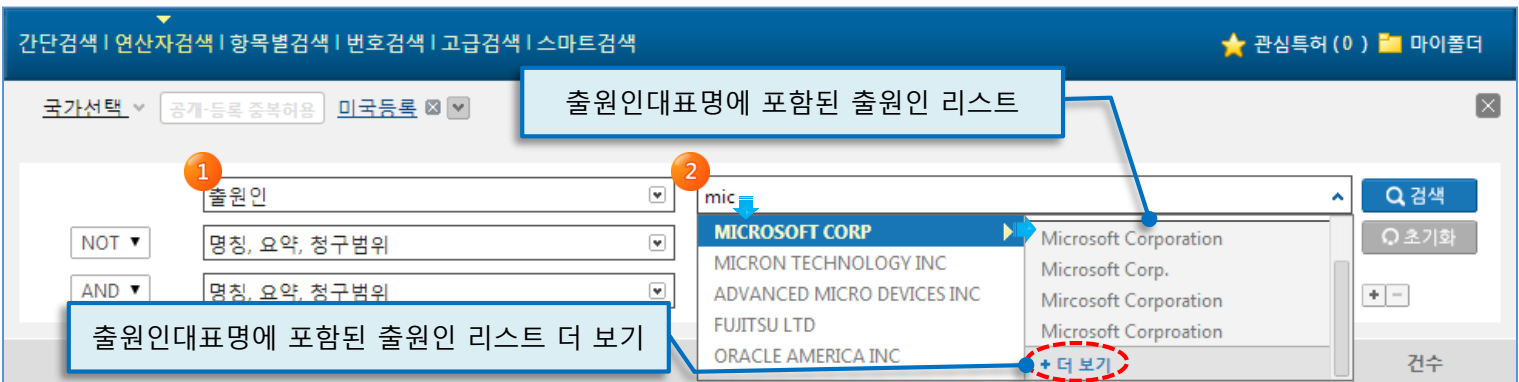 간단검색 | 연산자검색 | 항목별검색 | 번호검색 | 고급검색 | 스마트검색
관심특허 ( 0 ) 마이폴더
국가선택 공개-등록 중복허용 미국등록
출원인대표명에 포함된 출원인 리스트
1
2
출원인
mic
검색
NOT ▼ 명칭, 요약, 청구범위
MICROSOFT CORP
Microsoft Corporation
초기화
MICRON TECHNOLOGY INC
Microsoft Corp.
AND ▼ 명칭, 요약, 청구범위
ADVANCED MICRO DEVICES INC
Mircosoft Corporation
+ -
출원인대표명에 포함된 출원인 리스트 더 보기
FUJITSU LTD
Microsoft Corproation
ORACLE AMERICA INC
+ 더 보기
건수